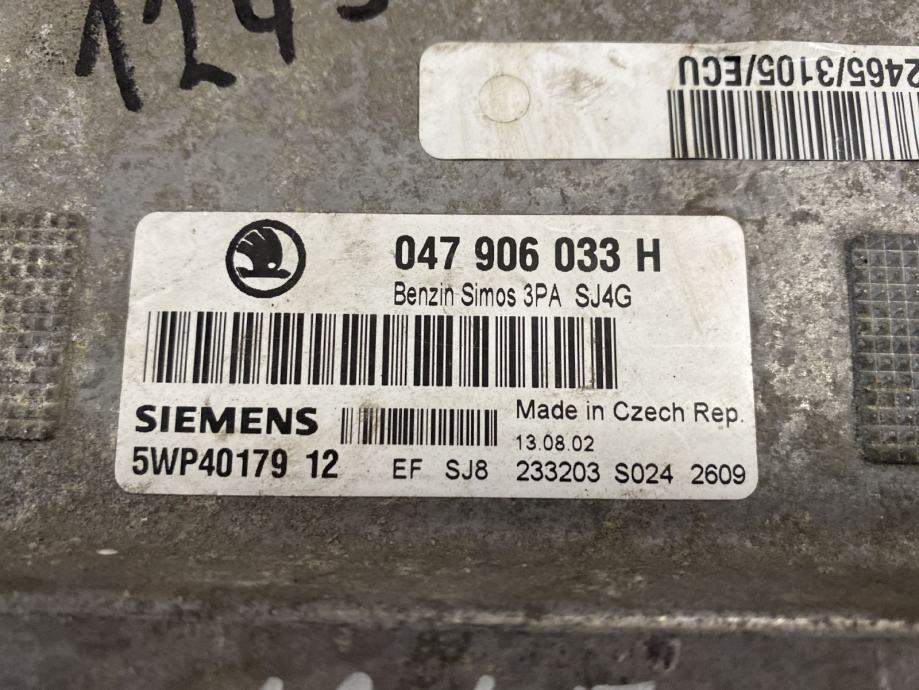 2465/3105/ECU
047 906 033 H
Benzin Simos 3PA SJ4G
SIEMENS
Made in Czech Rep.
13.08.02
5WP40179 12
EF SJ8 233203 S024 2609